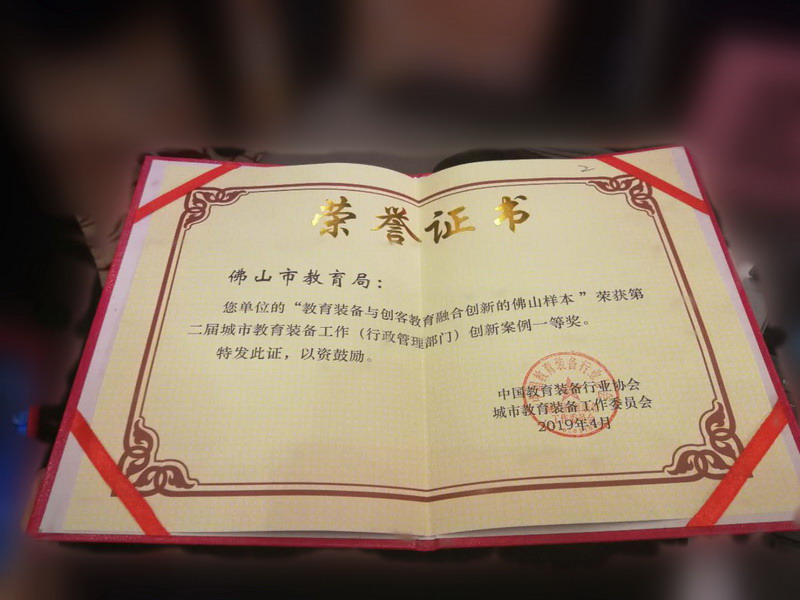 2
荣誉证书
佛山市教育局：
您单位的“教育装备与创客教育融合创新的佛山样本”荣获第
二届城市教育装备工作（行政管理部门）创新案例一等奖。
特发此证，以资鼓励。
中国教育装备行业协会
城市教育装备工作委员会
2019年4月